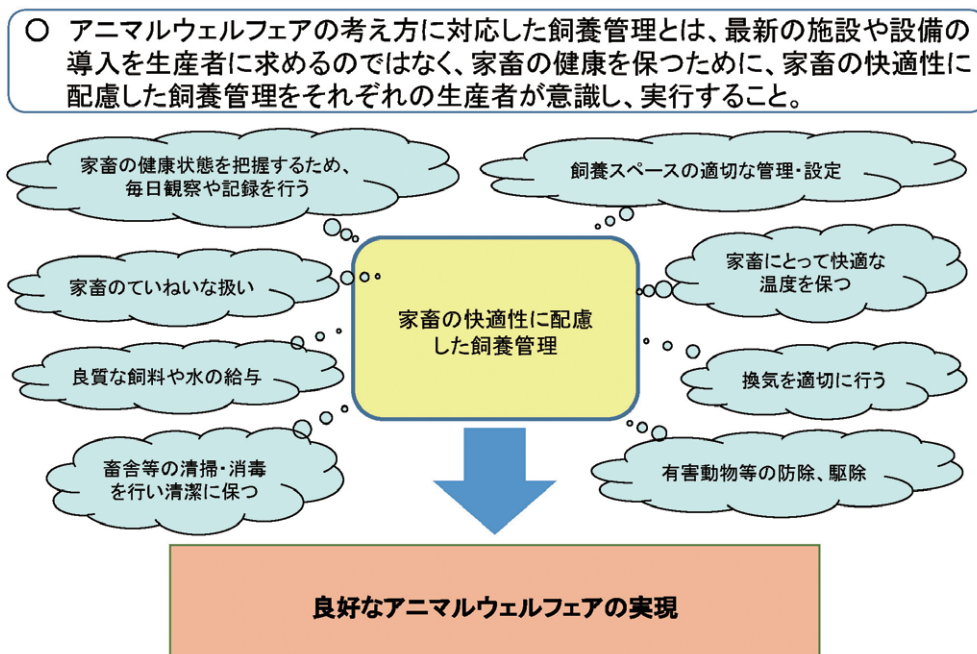 ○ アニマルウェルフェアの考え方に対応した飼養管理とは、最新の施設や設備の
導入を生産者に求めるのではなく、家畜の健康を保つために、家畜の快適性に
配慮した飼養管理をそれぞれの生産者が意識し、実行すること。
家畜の健康状態を把握するため、
毎日観察や記録を行う
飼養スペースの適切な管理・設定
家畜のていねいな扱い
家畜にとって快適な
温度を保つ
家畜の快適性に配慮
した飼養管理
良質な飼料や水の給与
換気を適切に行う
畜舎等の清掃・消毒
を行い清潔に保つ
有害動物等の防除、駆除
良好なアニマルウェルフェアの実現